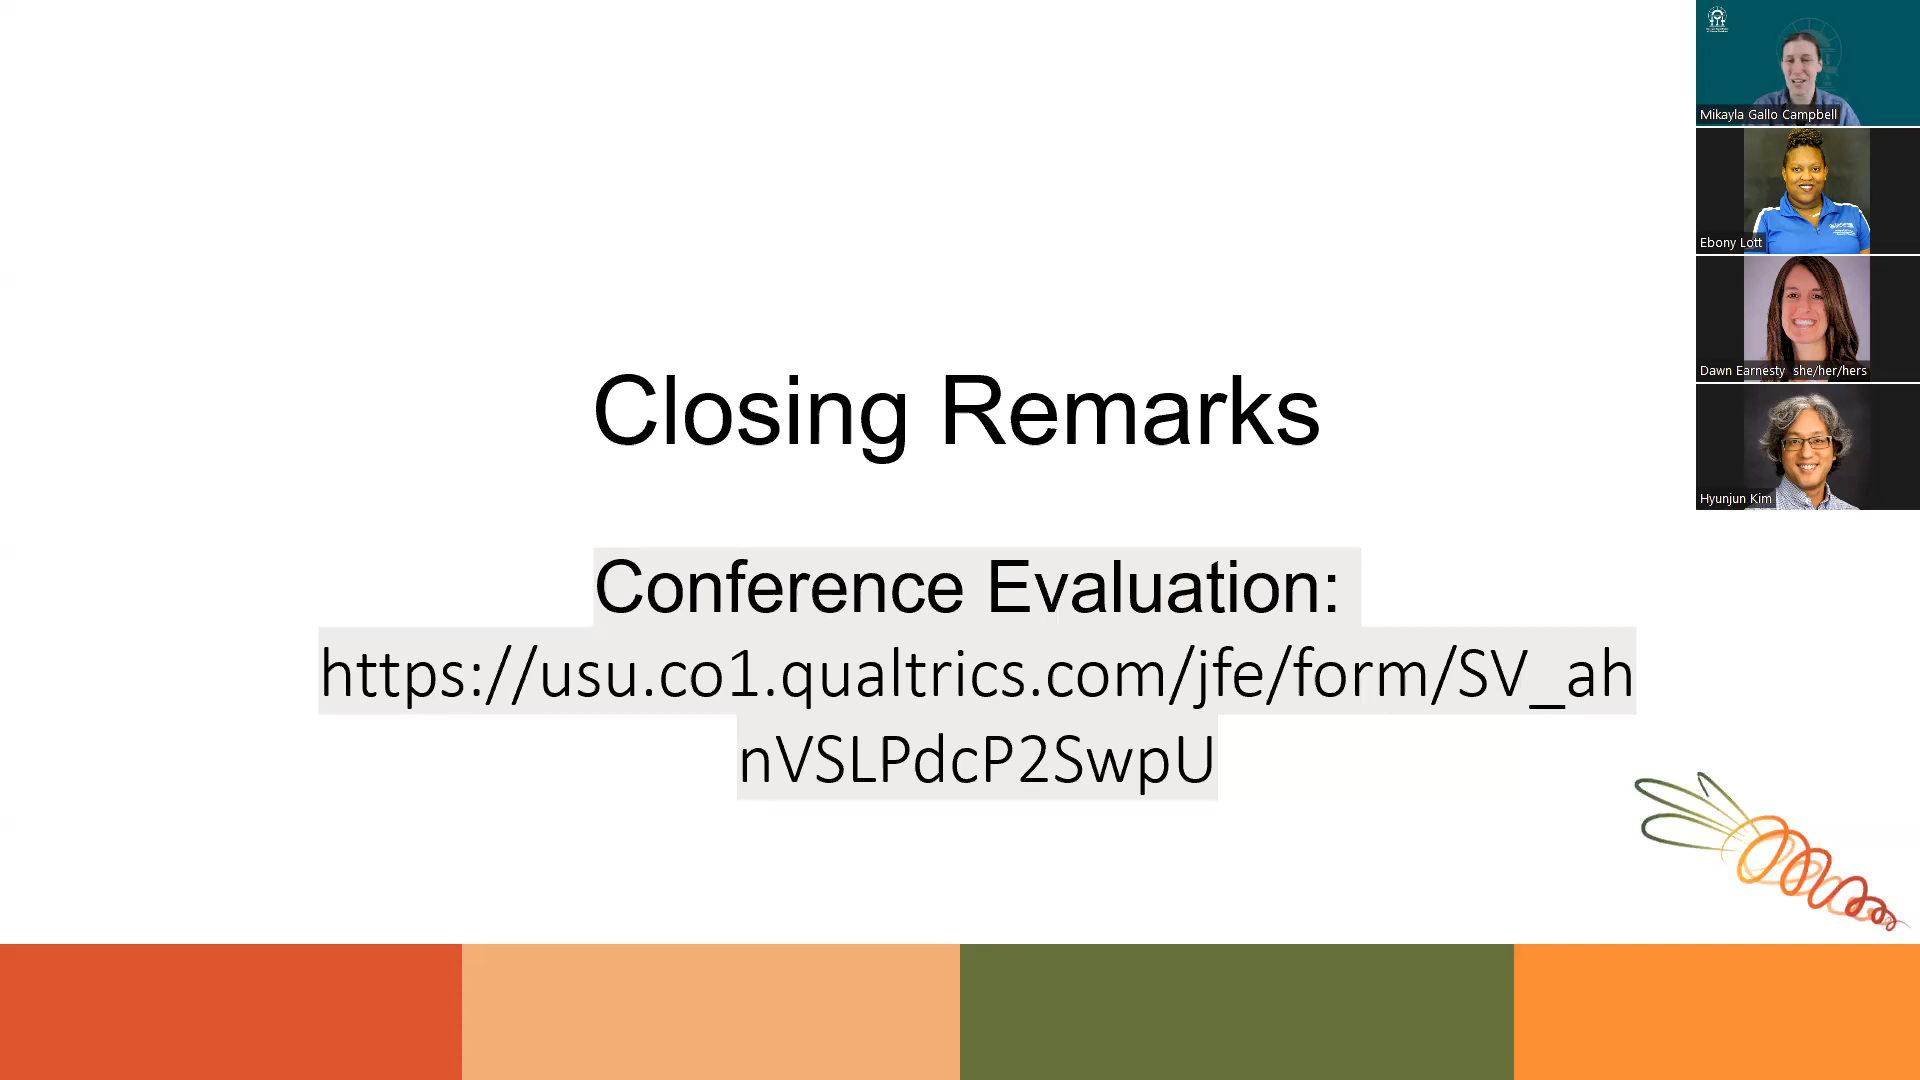 Closing Remarks
Conference Evaluation:
https://usu.co1.qualtrics.com/jfe/form/SV_ah
nVSLPdcP2SwpU
Mikayla Gallo Campbell
Ebony Lott
Dawn Earnesty she/her/hers
Hyunjun Kim